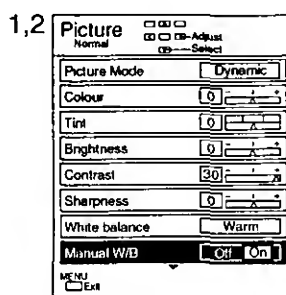 1,2
Picture
Normal
Adjust
Select
Picture Mode Dynamic
Colour 0 - +
Tint 0
Brightness 0 - +
Contrast 30 - +
Sharpness 0 - +
White balance Warm
Manual W/B Off On
MENU
Exit